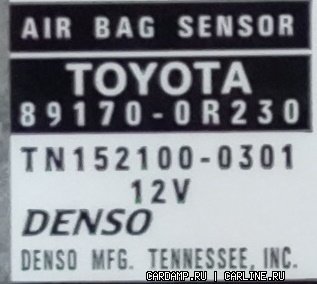 AIR BAG SENSOR
TOYOTA
89170-0R230
TN152100-0301
12V
DENSO
DENSO MFG. TENNESSEE, INC.
CARDAMP.RU | CARLINE.RU